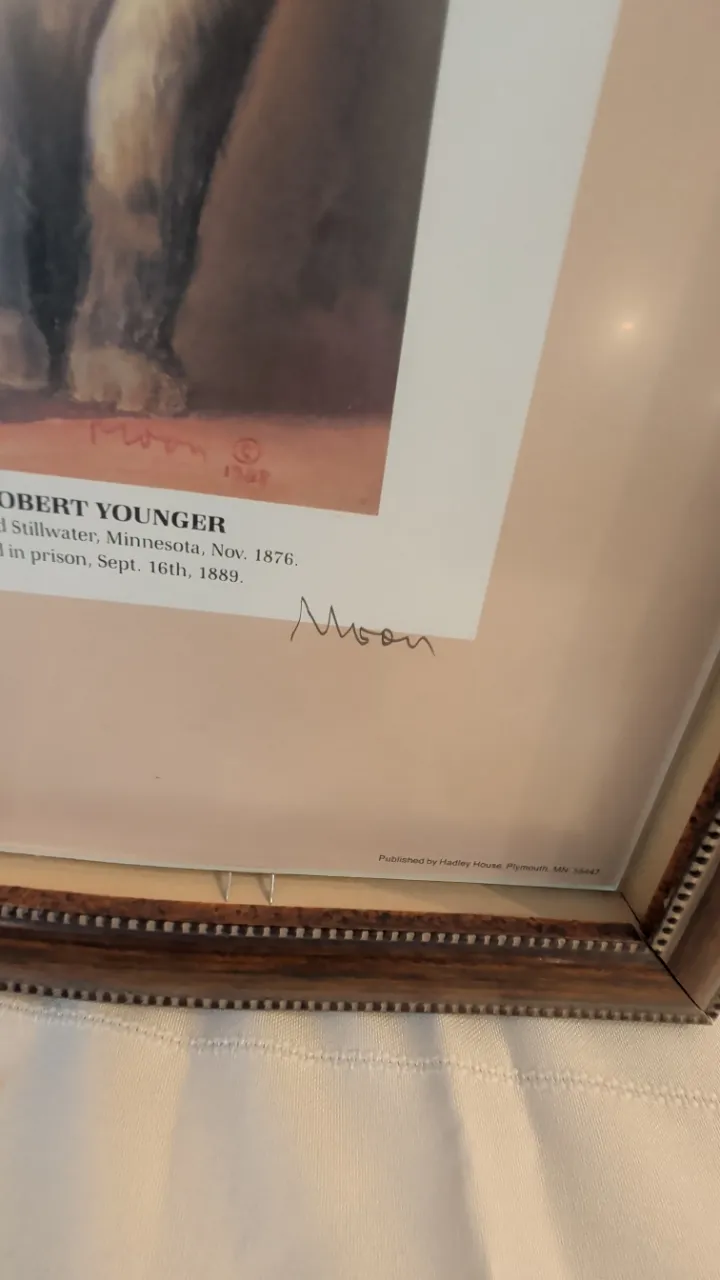 Moon ©
1988
OBERT YOUNGER
d Stillwater, Minnesota, Nov. 1876.
l in prison, Sept. 16th, 1889.
Moon
Published by Hadley House, Plymouth, MN 55447